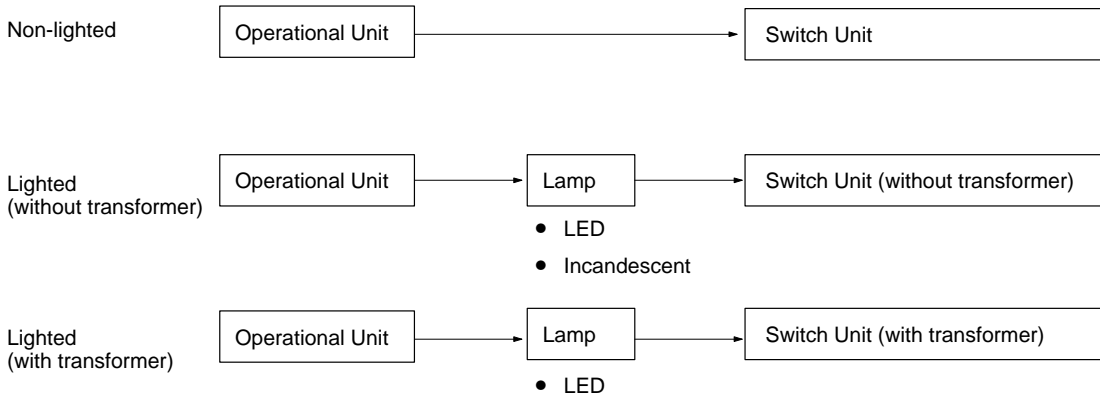 Non-lighted
Operational Unit
Switch Unit
Lighted
(without transformer)
Operational Unit
Lamp
Switch Unit (without transformer)
● LED
● Incandescent
Lighted
(with transformer)
Operational Unit
Lamp
Switch Unit (with transformer)
● LED